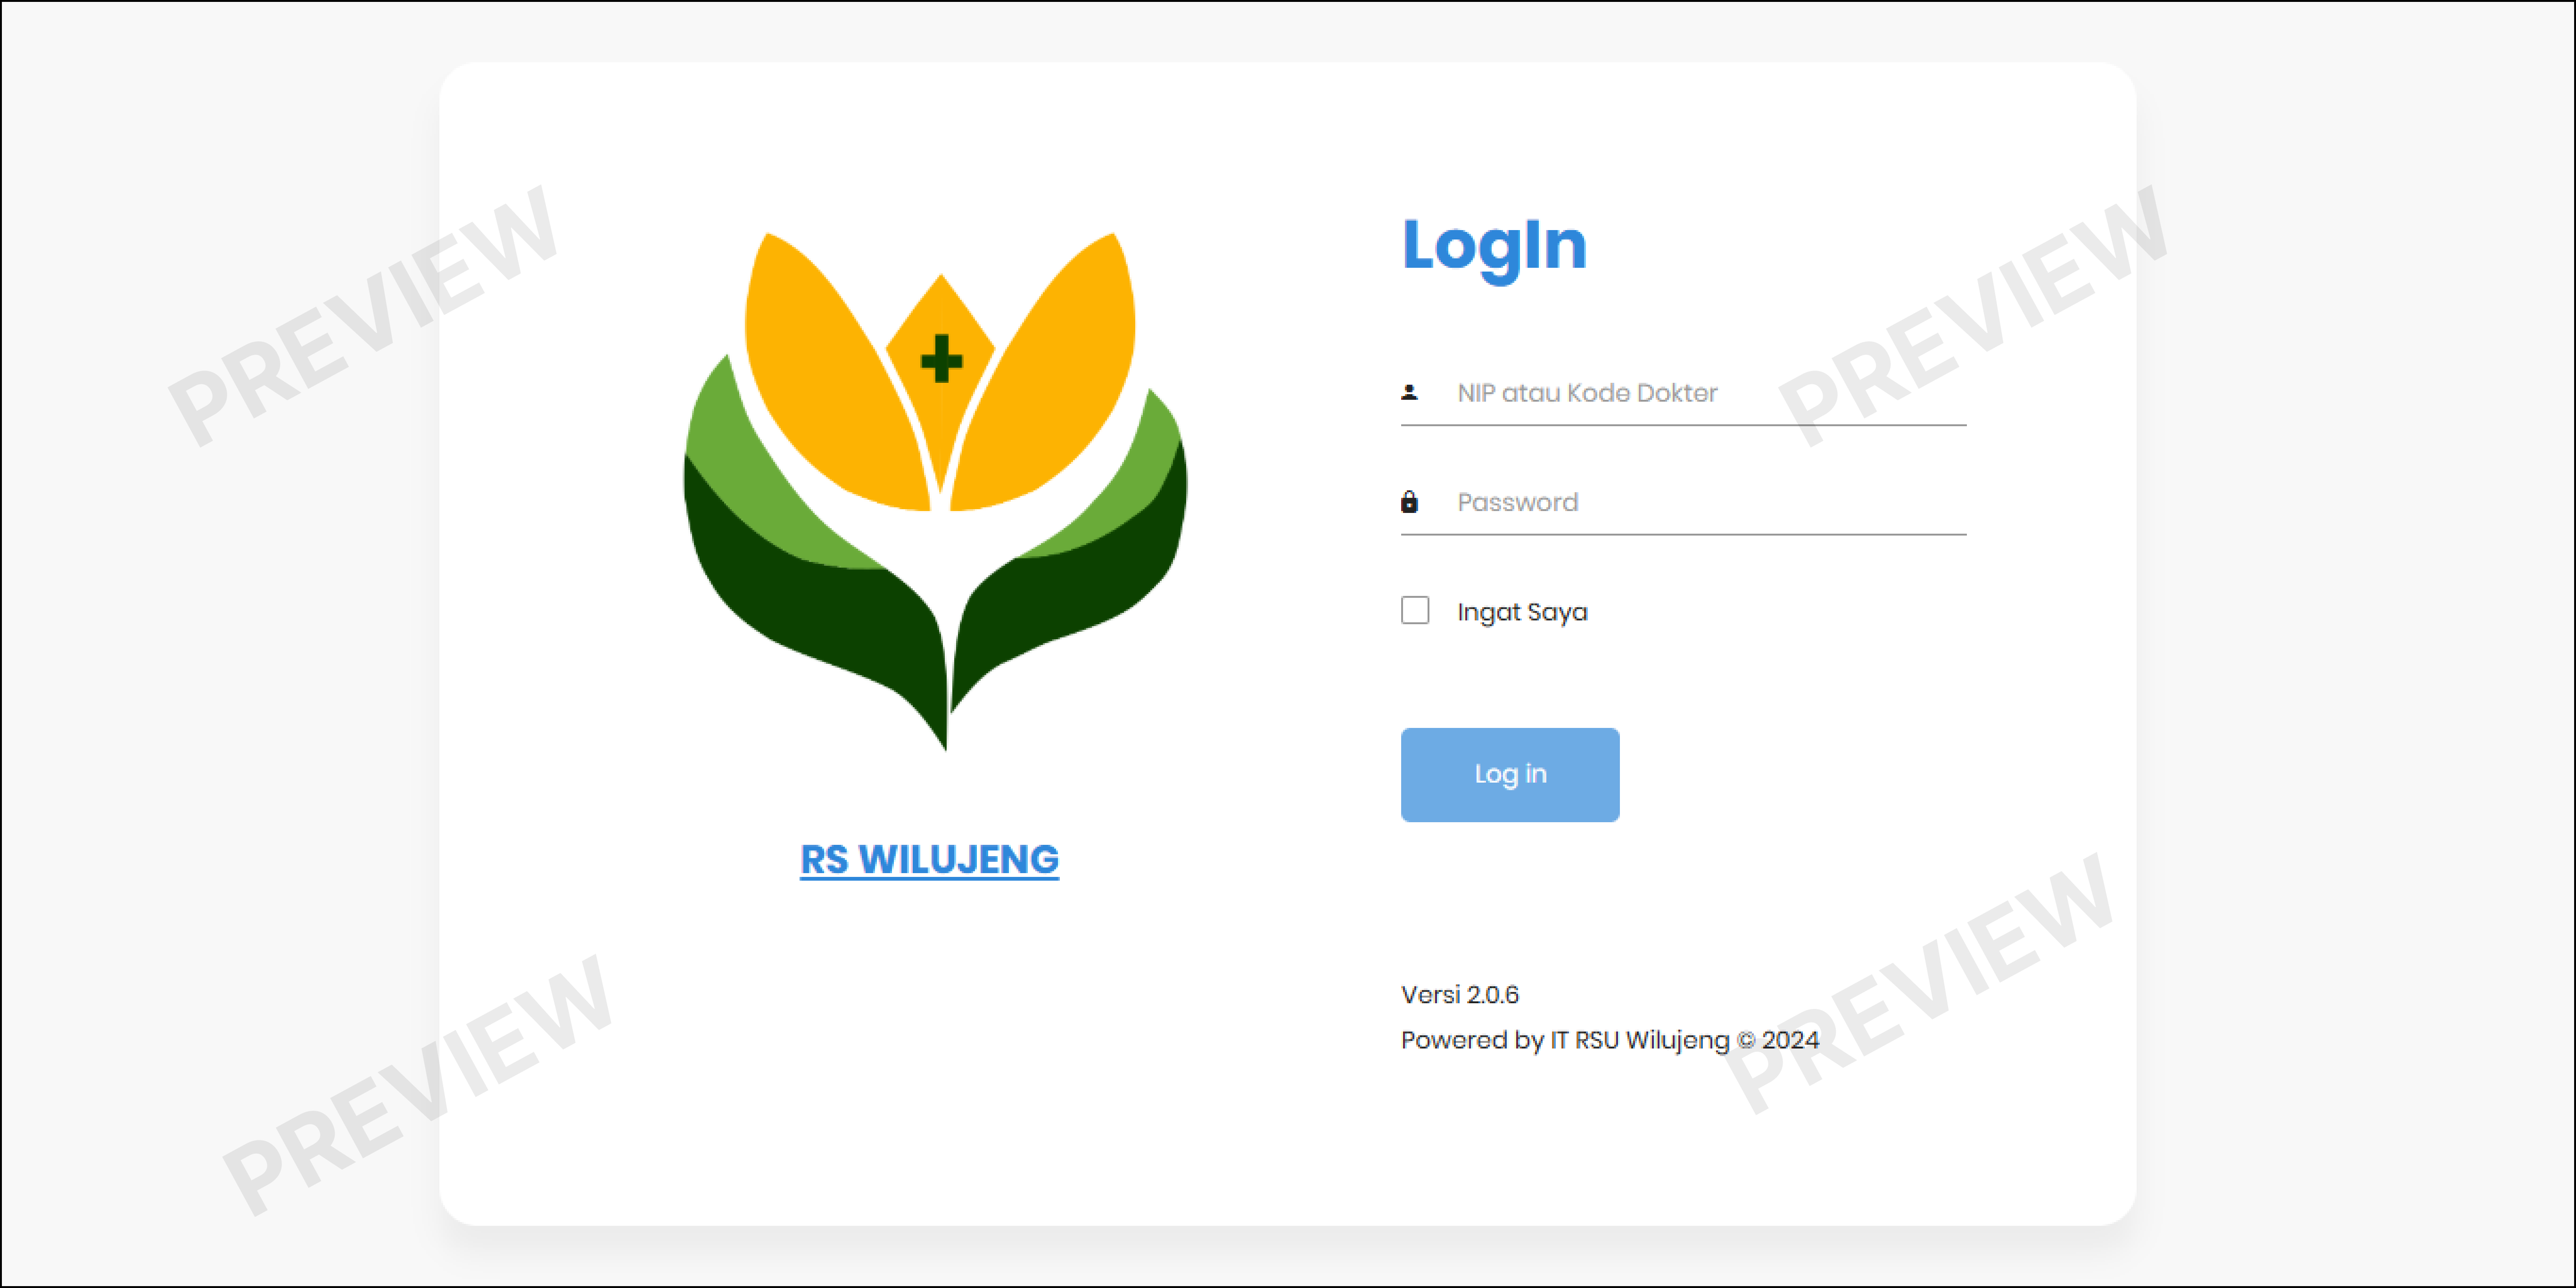 PREVIEW
PREVIEW
LogIn
NIP atau Kode Dokter
Password
Ingat Saya
Log in
RS WILUJENG
Versi 2.0.6
Powered by IT RSU Wilujeng © 2024
PREVIEW
PREVIEW